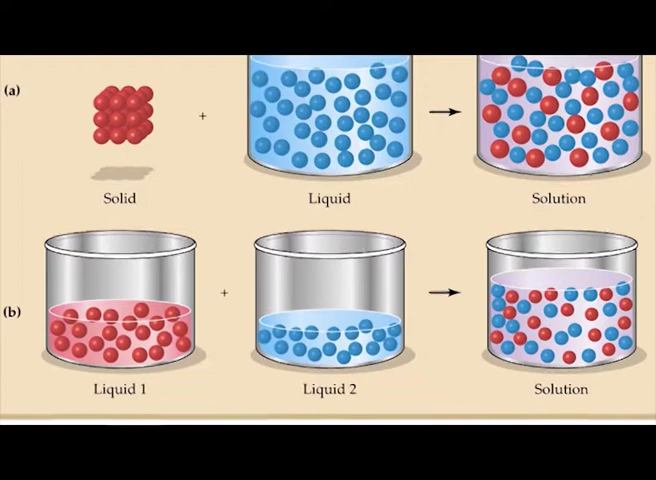 (a)
+
Solid
Liquid
Solution
(b)
+
Liquid 1
Liquid 2
Solution